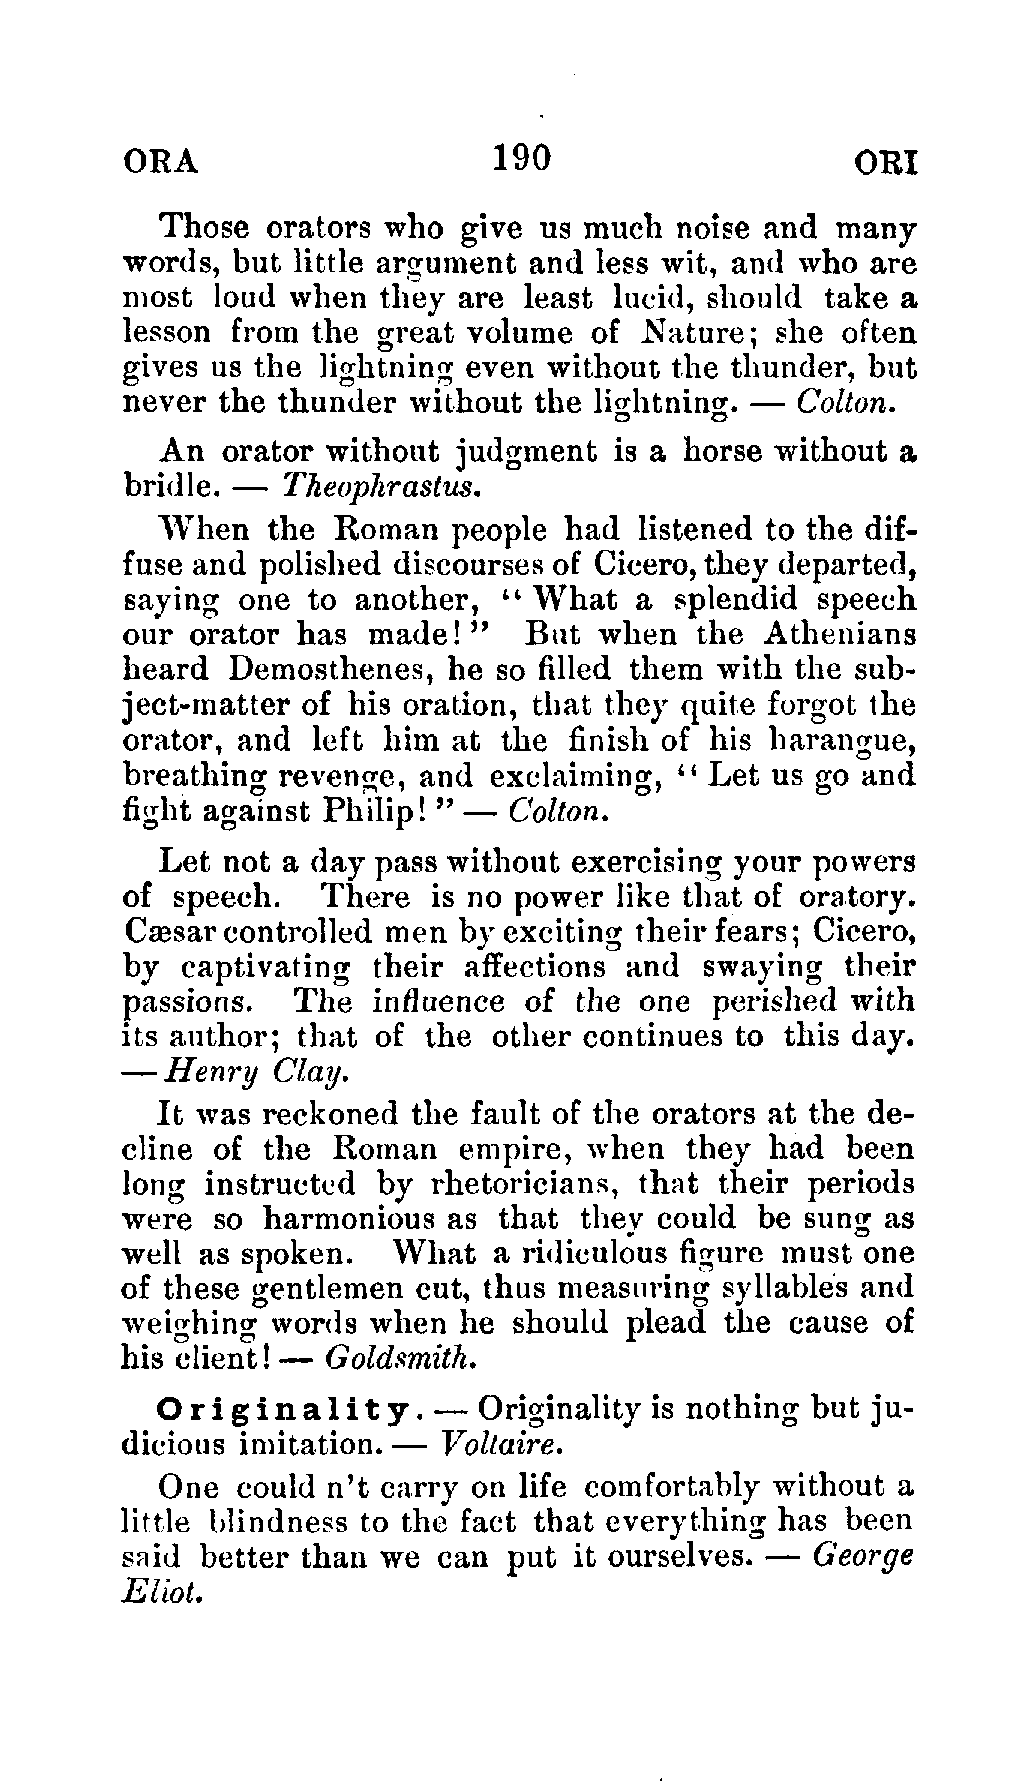 ORA 190 ORI
Those orators who give us much noise and many
words, but little argument and less wit, and who are
most loud when they are least lucid, should take a
lesson from the great volume of Nature; she often
gives us the lightning even without the thunder, but
never the thunder without the lightning. — Colton.
An orator without judgment is a horse without a
bridle. — Theophrastus.
When the Roman people had listened to the dif-
fuse and polished discourses of Cicero, they departed,
saying one to another, “ What a splendid speech
our orator has made! ” But when the Athenians
heard Demosthenes, he so filled them with the sub-
ject-matter of his oration, that they quite forgot the
orator, and left him at the finish of his harangue,
breathing revenge, and exclaiming, “ Let us go and
fight against Philip! ” — Colton.
Let not a day pass without exercising your powers
of speech. There is no power like that of oratory.
Cæsar controlled men by exciting their fears; Cicero,
by captivating their affections and swaying their
passions. The influence of the one perished with
its author; that of the other continues to this day.
— Henry Clay.
It was reckoned the fault of the orators at the de-
cline of the Roman empire, when they had been
long instructed by rhetoricians, that their periods
were so harmonious as that they could be sung as
well as spoken. What a ridiculous figure must one
of these gentlemen cut, thus measuring syllables and
weighing words when he should plead the cause of
his client! — Goldsmith.
Originality. — Originality is nothing but ju-
dicious imitation. — Voltaire.
One could n't carry on life comfortably without a
little blindness to the fact that everything has been
said better than we can put it ourselves. — George
Eliot.